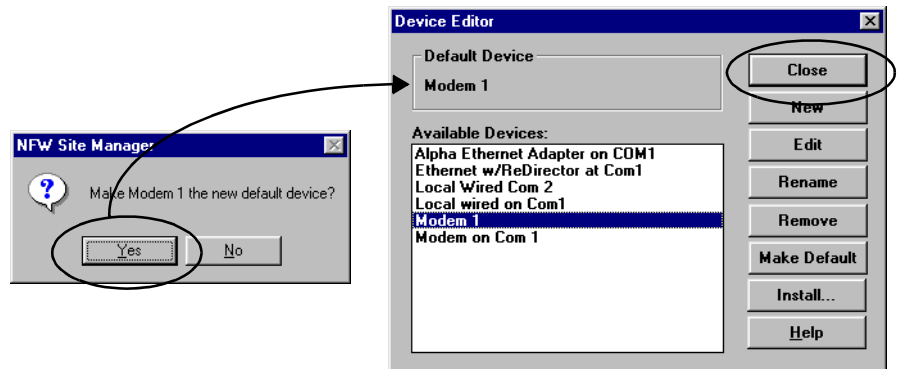 NFW Site Manager
Make Modem 1 the new default device?
Yes
No
Device Editor
Default Device
Modem 1
Available Devices:
Alpha Ethernet Adapter on COM1
Ethernet w/ReDirector at Com1
Local Wired Com 2
Local wired on Com1
Modem 1
Modem on Com 1
Close
New
Edit
Rename
Remove
Make Default
Install...
Help